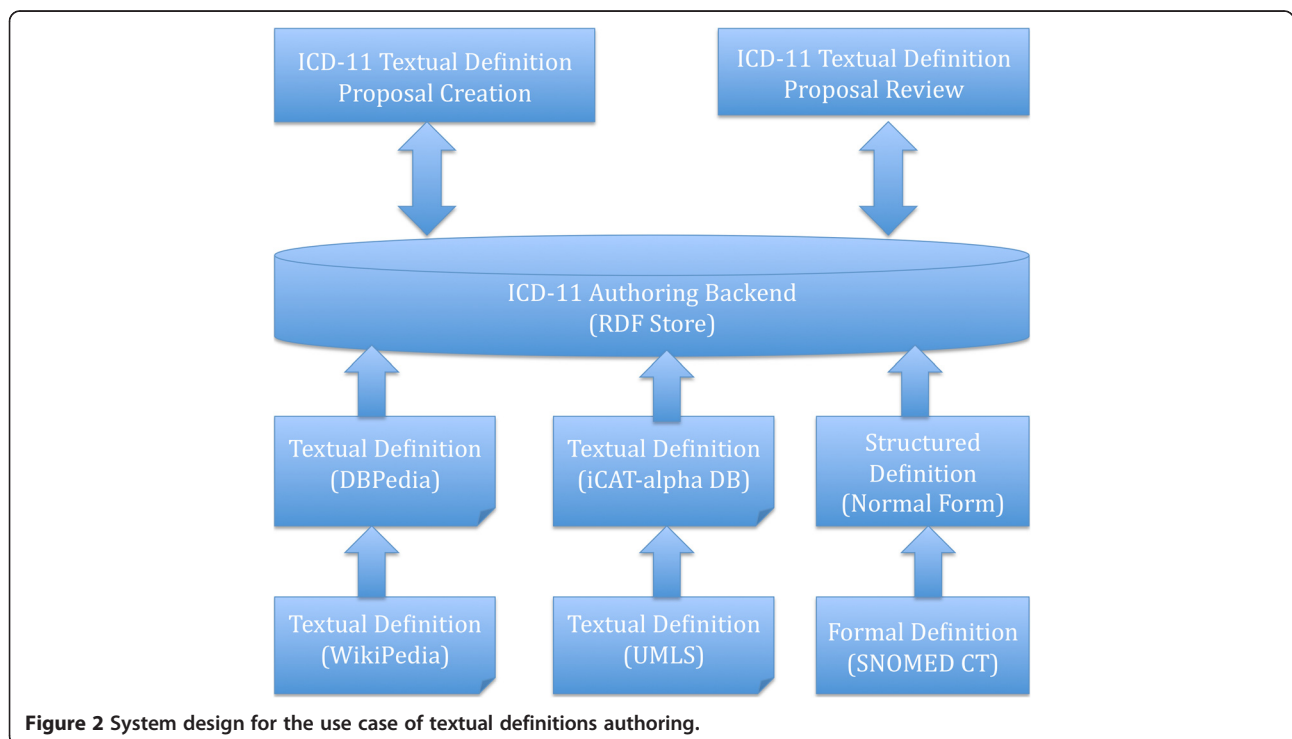 ICD-11 Textual Definition
Proposal Creation
ICD-11 Textual Definition
Proposal Review
ICD-11 Authoring Backend
(RDF Store)
Textual Definition
(DBPedia)
Textual Definition
(iCAT-alpha DB)
Structured
Definition
(Normal Form)
Textual Definition
(WikiPedia)
Textual Definition
(UMLS)
Formal Definition
(SNOMED CT)
Figure 2 System design for the use case of textual definitions authoring.